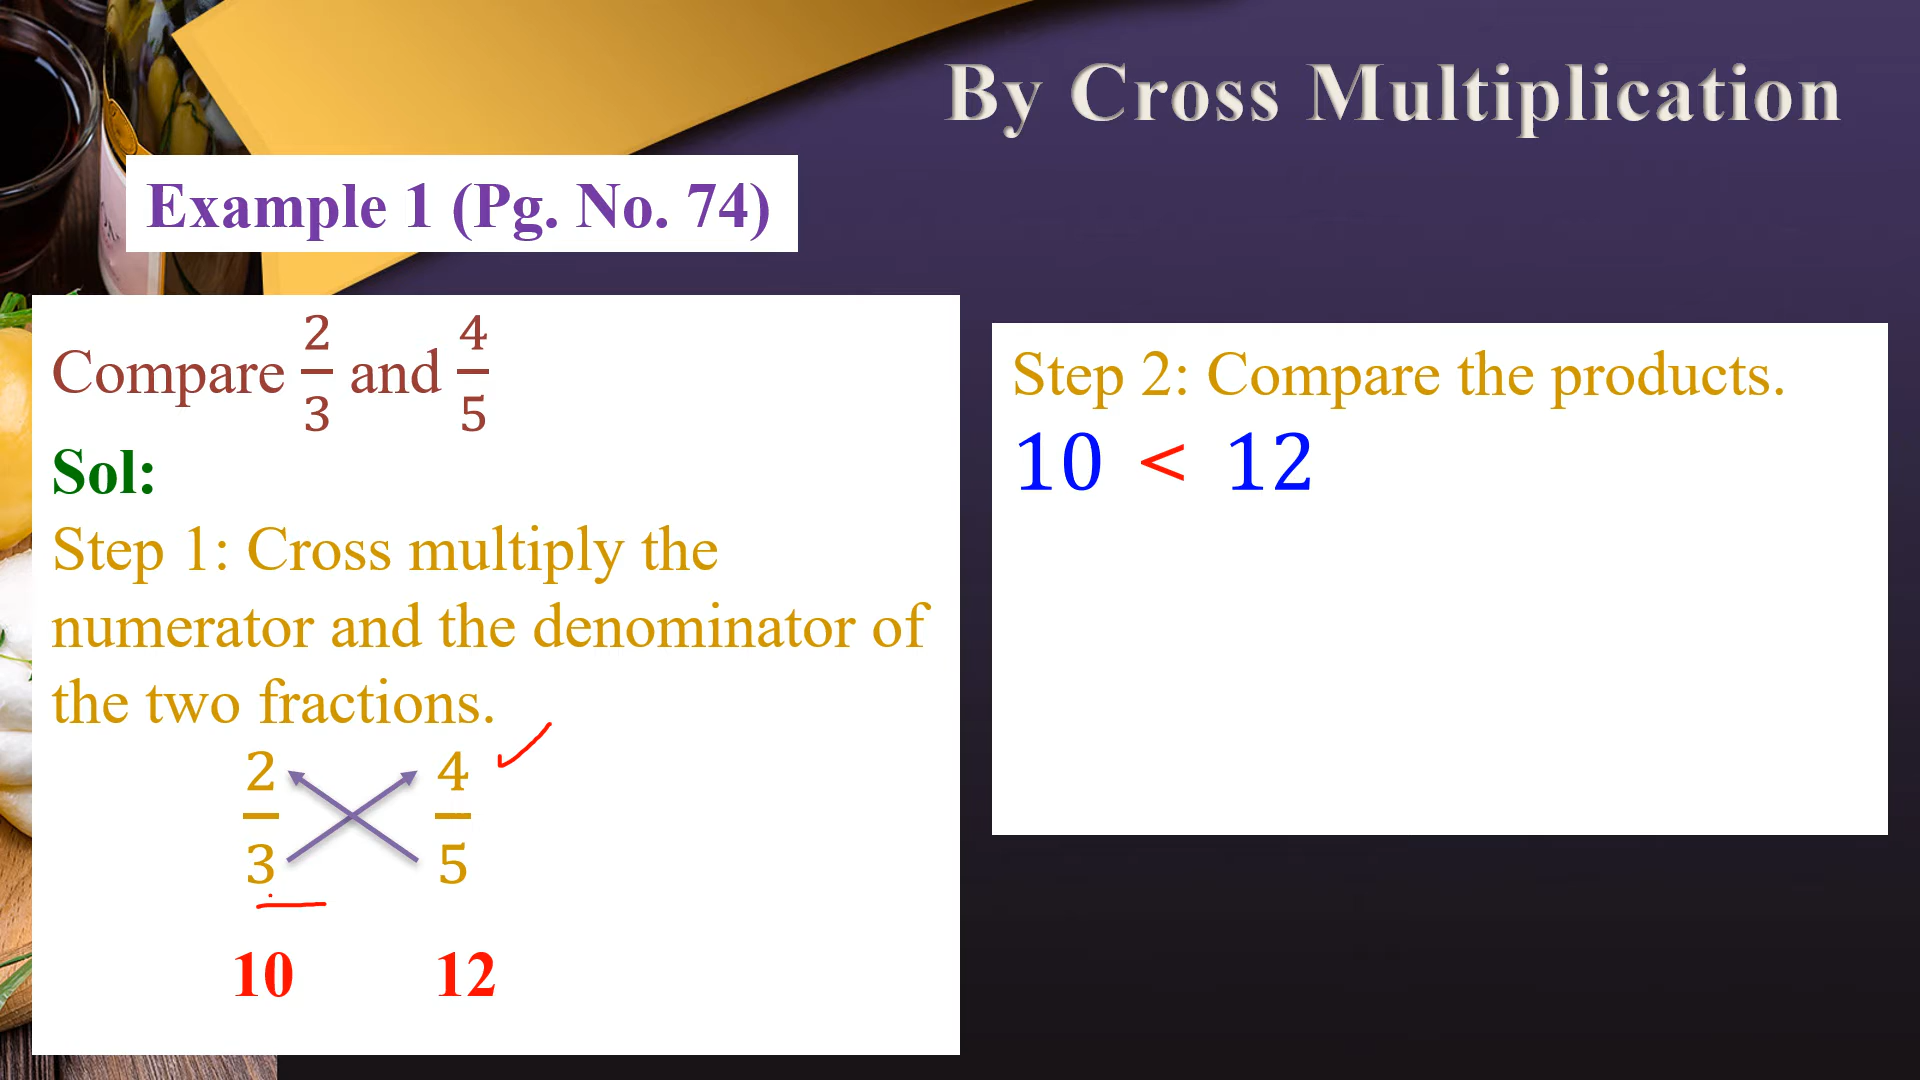 By Cross Multiplication
Example 1 (Pg. No. 74)
Compare 2/3 and 4/5
Sol:
Step 1: Cross multiply the
numerator and the denominator of
the two fractions.
2 4
3 5
10 12
Step 2: Compare the products.
10 < 12